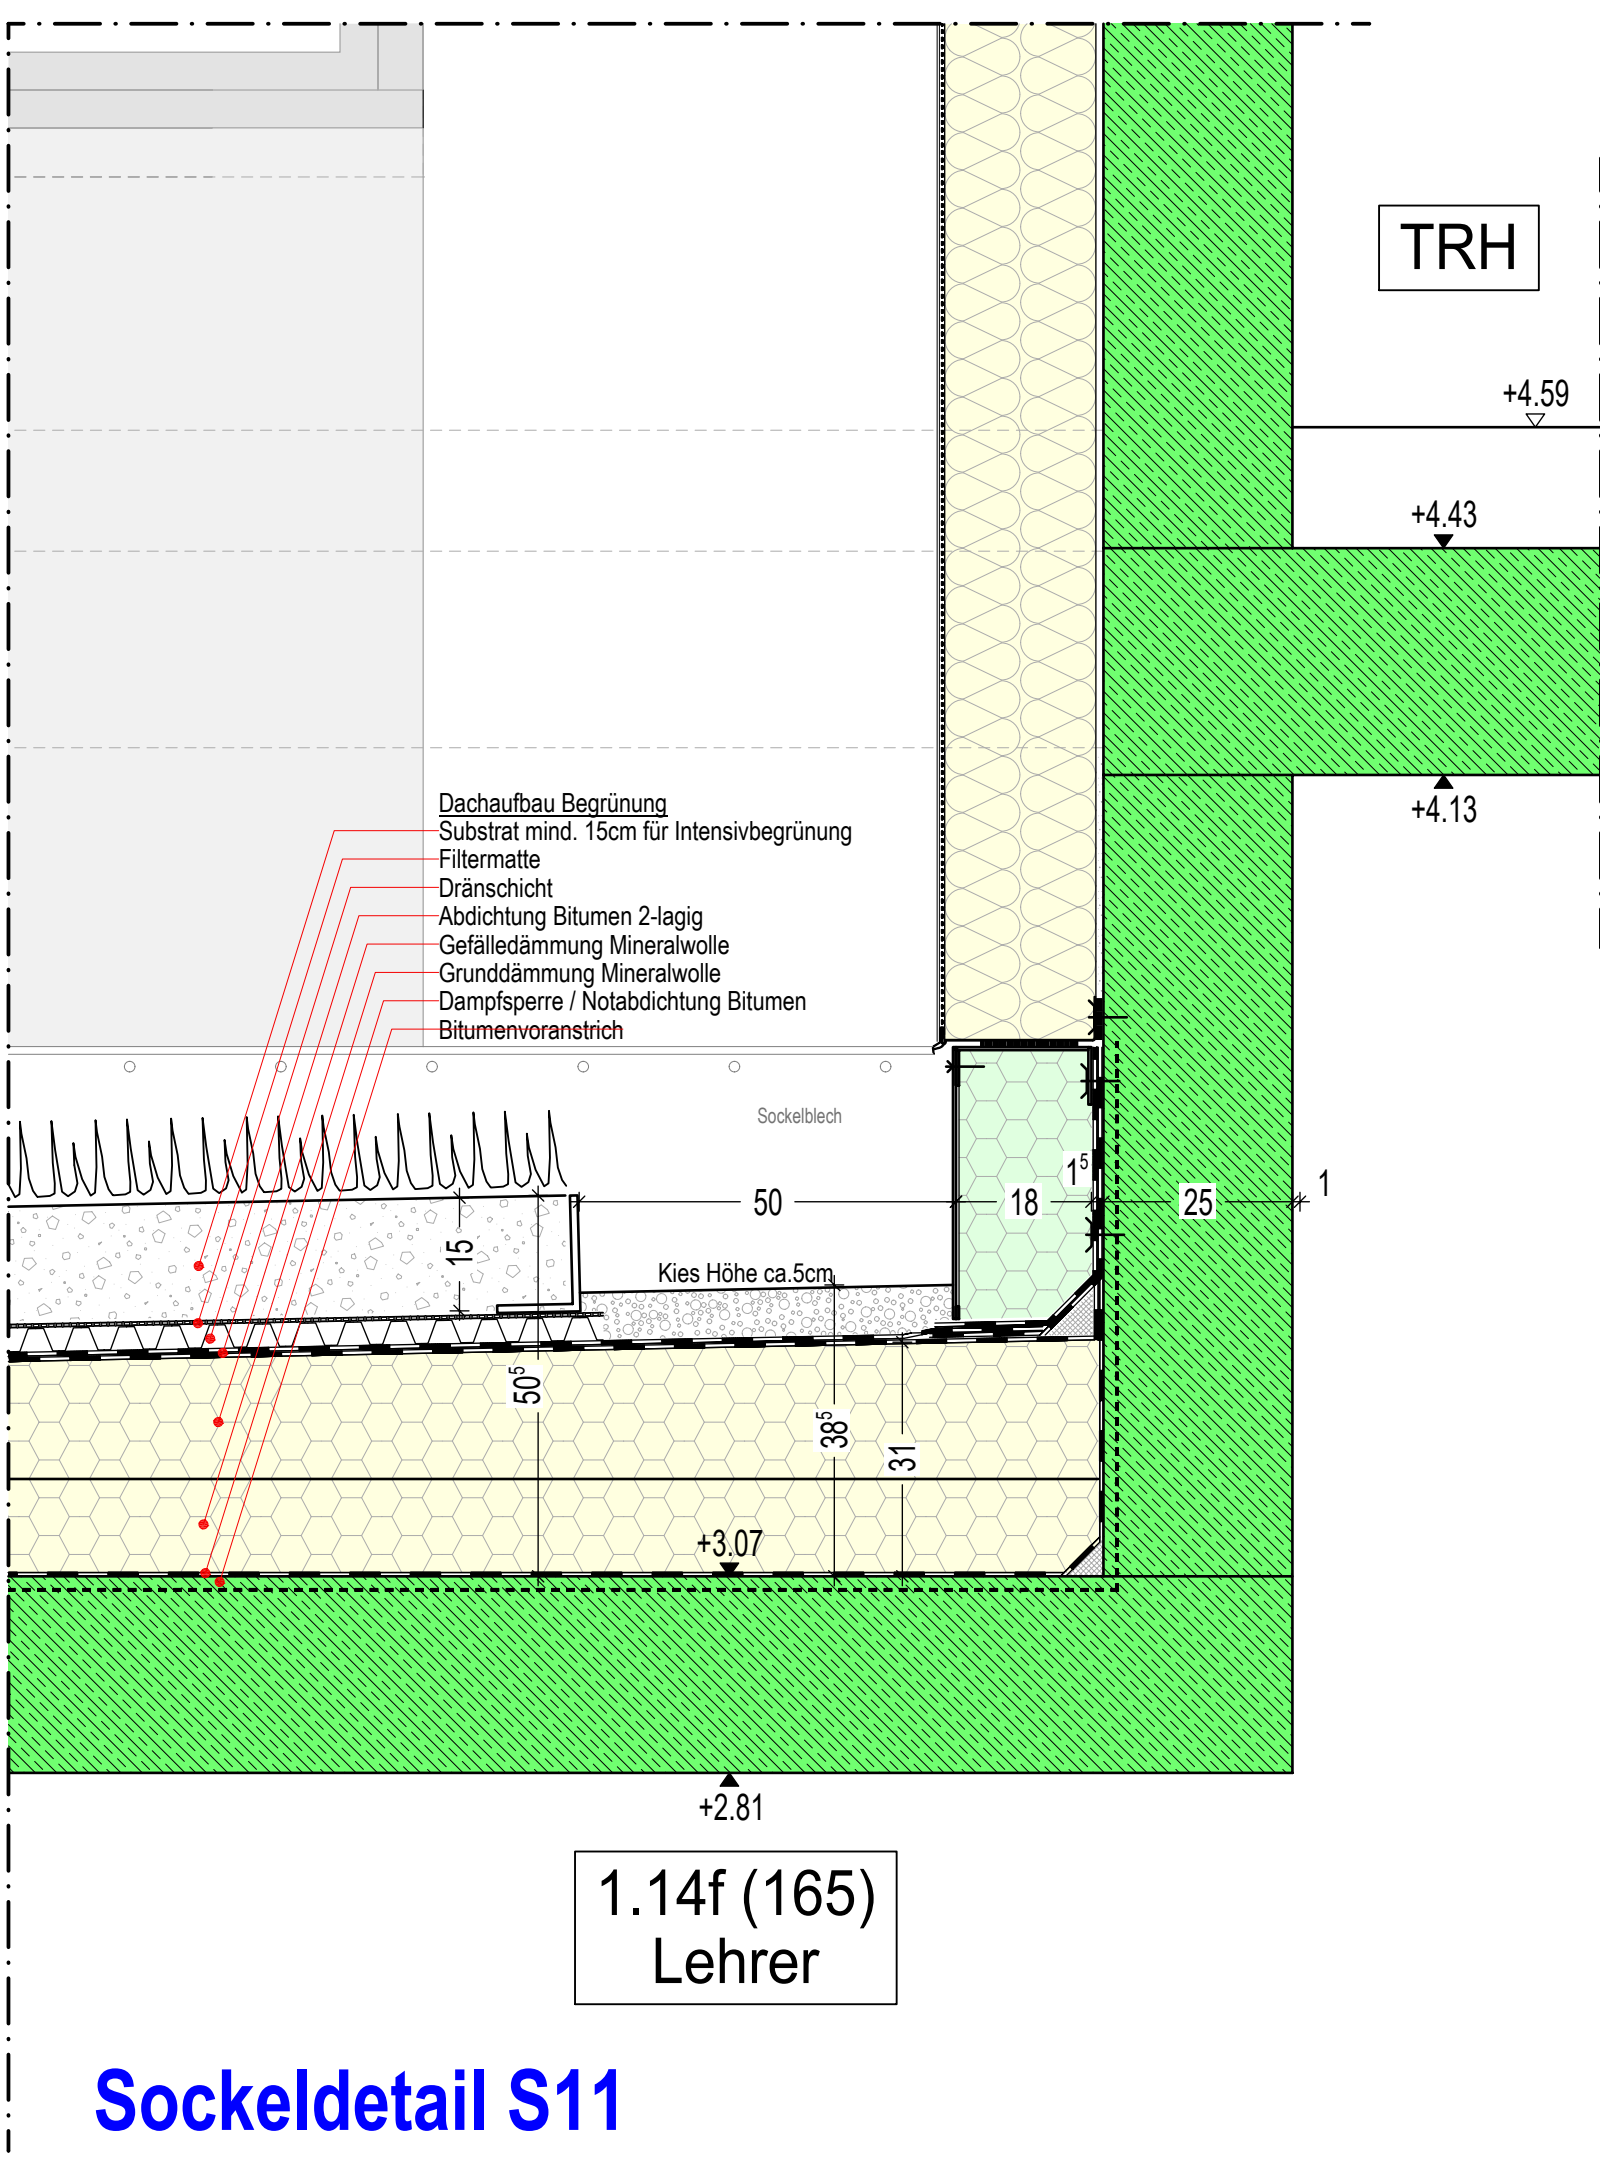 TRH
+4.59
+4.43
+4.13
Dachaufbau Begrünung
Substrat mind. 15cm für Intensivbegrünung
Filtermatte
Dränschicht
Abdichtung Bitumen 2-lagig
Gefälledämmung Mineralwolle
Grunddämmung Mineralwolle
Dampfsperre / Notabdichtung Bitumen
Bitumenvoranstrich
Sockelblech
1⁵
50
18
25
1
15
Kies Höhe ca.5cm
50⁵
38⁵
31
+3.07
+2.81
1.14f (165)
Lehrer
Sockeldetail S11